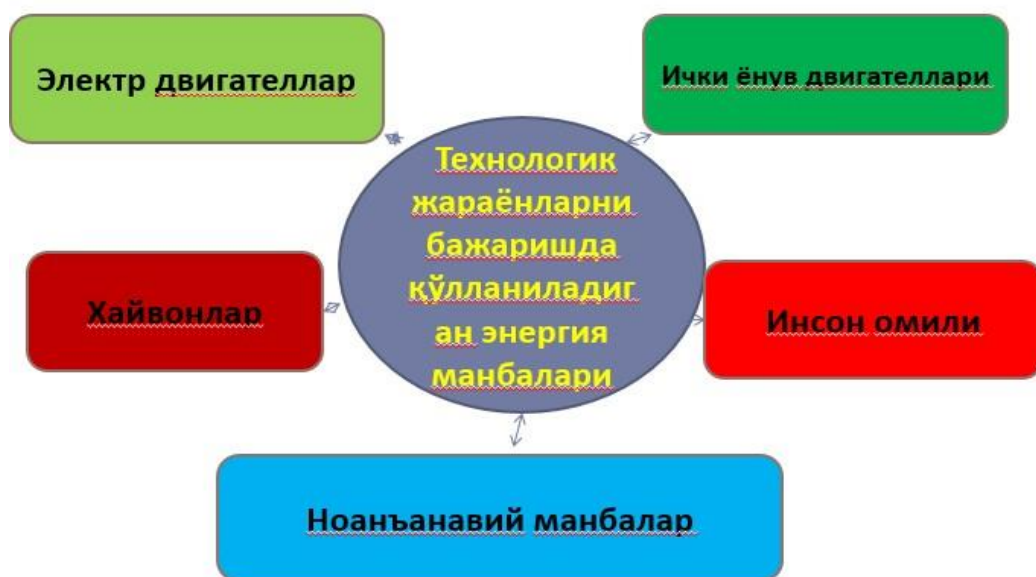 Электр двигателлар
Ички ёнув двигателлари
Технологик
жараёнларни
бажаришда
қўлланиладиг
ан энергия
манбалари
Хайвонлар
Инсон омили
Ноанъанавий манбалар